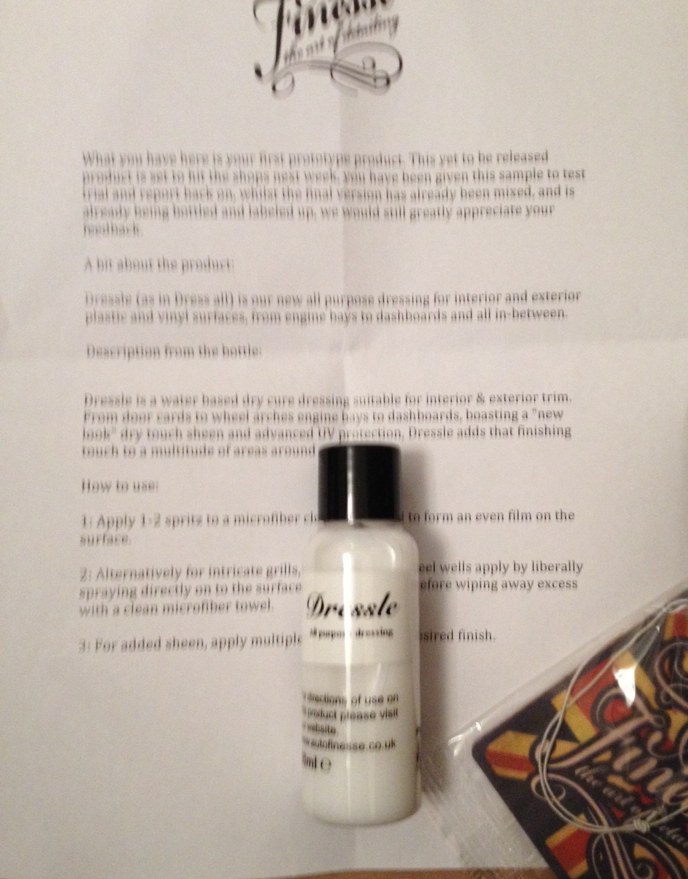 Finesse
the art of detailing
What you have here is your first prototype product. This yet to be released
product is set to hit the shops next week, you have been given this sample to test
trial and report back on, whilst the final version has already been mixed, and is
already being bottled and labeled up, we would still greatly appreciate your
feedback.
A bit about the product:
Dressle (as in Dress all) is our new all purpose dressing for interior and exterior
plastic and vinyl surfaces, from engine bays to dashboards and all in-between.
Description from the bottle:
Dressle is a water based dry cure dressing suitable for interior & exterior trim.
From door cards to wheel arches engine bays to dashboards, boasting a "new
look" dry touch sheen and advanced UV protection, Dressle adds that finishing
touch to a multitude of areas around
How to use:
1: Apply 1-2 spritz to a microfiber to form an even film on the
surface.
2: Alternatively for intricate grills, wells apply by liberally
spraying directly on to the surface before wiping away excess
with a clean microfiber towel.
3: For added sheen, apply multiple desired finish.
Dressle
All purpose dressing
directions of use on
product please visit
website.
www.autofinesse.co.uk
ml e
Fine
the art of